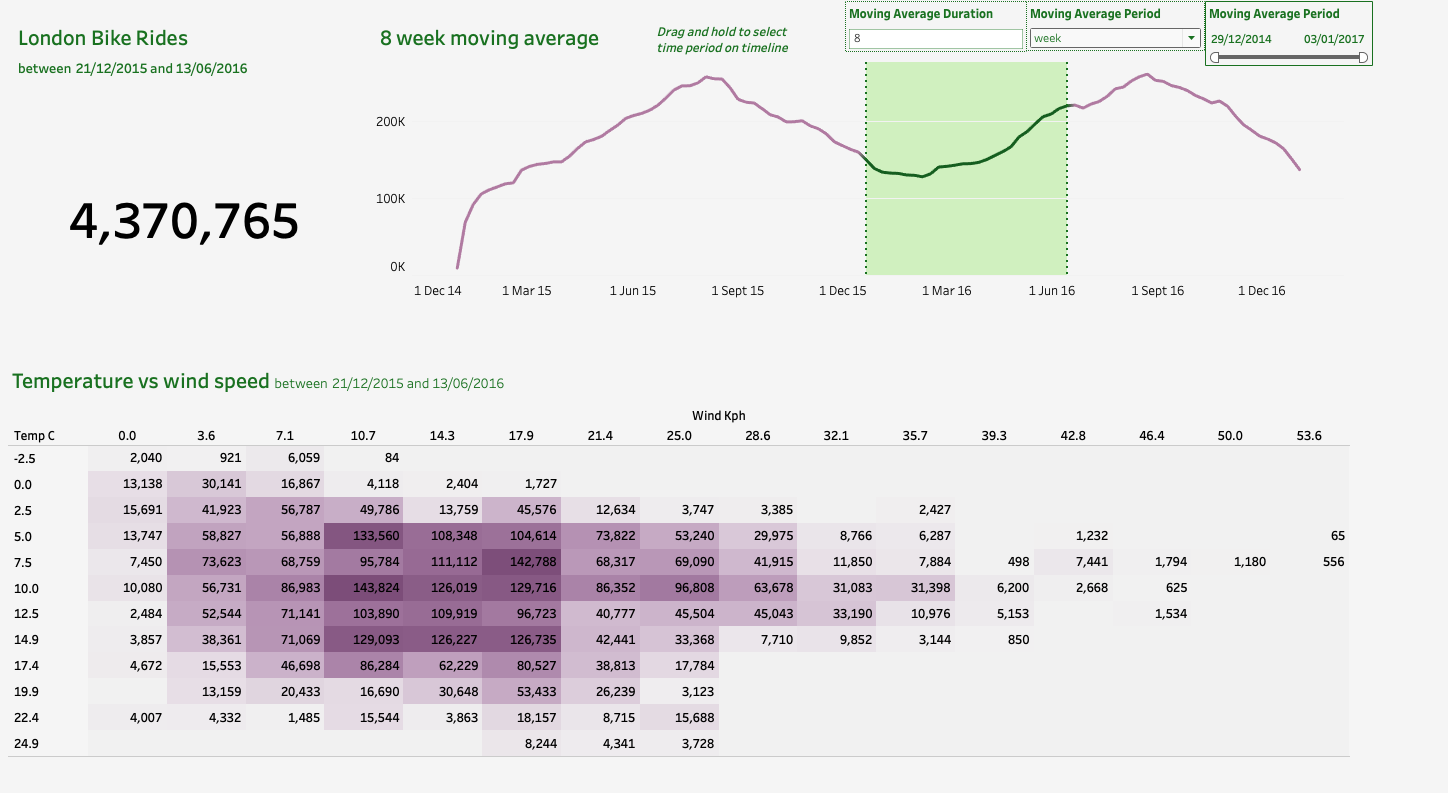 London Bike Rides
between 21/12/2015 and 13/06/2016
4,370,765
8 week moving average
Drag and hold to select
time period on timeline
Moving Average Duration
8
Moving Average Period
week
Moving Average Period
29/12/2014 03/01/2017
200K
100K
0K
1 Dec 14 1 Mar 15 1 Jun 15 1 Sept 15 1 Dec 15 1 Mar 16 1 Jun 16 1 Sept 16 1 Dec 16
Temperature vs wind speed between 21/12/2015 and 13/06/2016
Wind Kph
Temp C 0.0 3.6 7.1 10.7 14.3 17.9 21.4 25.0 28.6 32.1 35.7 39.3 42.8 46.4 50.0 53.6
-2.5 2,040 921 6,059 84
0.0 13,138 30,141 16,867 4,118 2,404 1,727
2.5 15,691 41,923 56,787 49,786 13,759 45,576 12,634 3,747 3,385 2,427
5.0 13,747 58,827 56,888 133,560 108,348 104,614 73,822 53,240 29,975 8,766 6,287 1,232 65
7.5 7,450 73,623 68,759 95,784 111,112 142,788 68,317 69,090 41,915 11,850 7,884 498 7,441 1,794 1,180 556
10.0 10,080 56,731 86,983 143,824 126,019 129,716 86,352 96,808 63,678 31,083 31,398 6,200 2,668 625
12.5 2,484 52,544 71,141 103,890 109,919 96,723 40,777 45,504 45,043 33,190 10,976 5,153 1,534
14.9 3,857 38,361 71,069 129,093 126,227 126,735 42,441 33,368 7,710 9,852 3,144 850
17.4 4,672 15,553 46,698 86,284 62,229 80,527 38,813 17,784
19.9 13,159 20,433 16,690 30,648 53,433 26,239 3,123
22.4 4,007 4,332 1,485 15,544 3,863 18,157 8,715 15,688
24.9 8,244 4,341 3,728